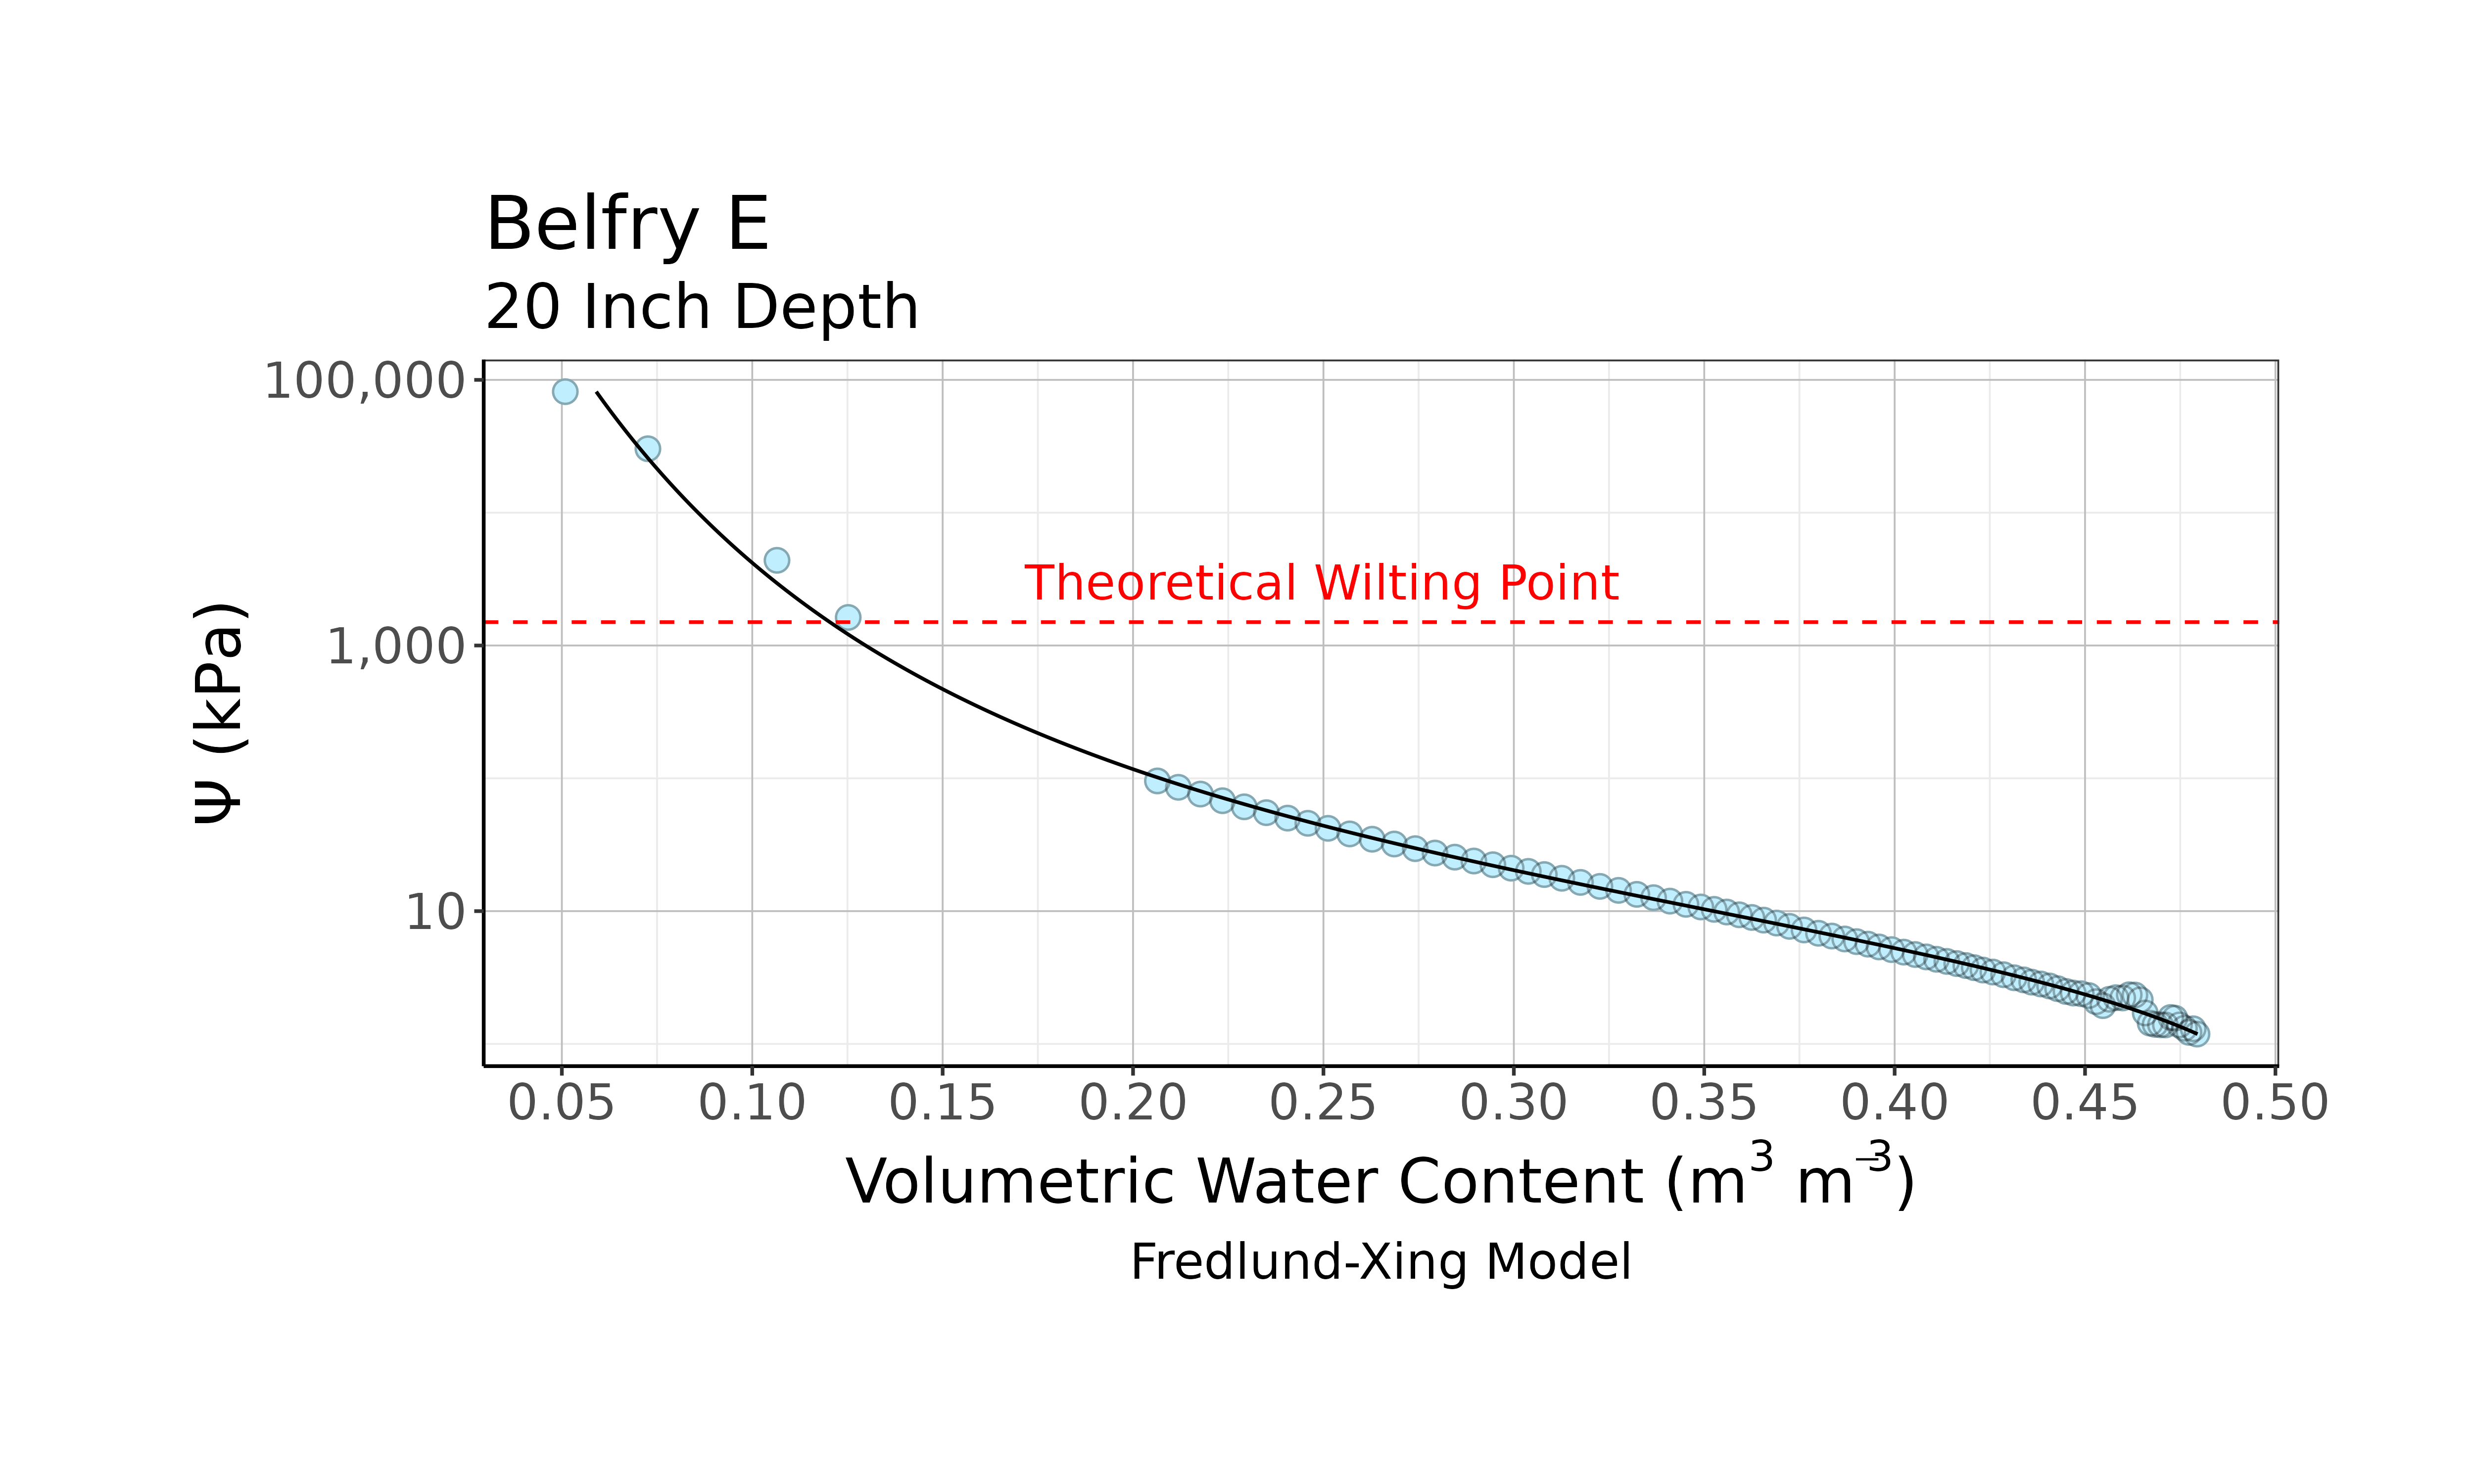 Belfry E
20 Inch Depth
100,000
1,000
10
Ψ (kPa)
Theoretical Wilting Point
0.05 0.10 0.15 0.20 0.25 0.30 0.35 0.40 0.45 0.50
Volumetric Water Content (m³ m⁻³)
Fredlund-Xing Model